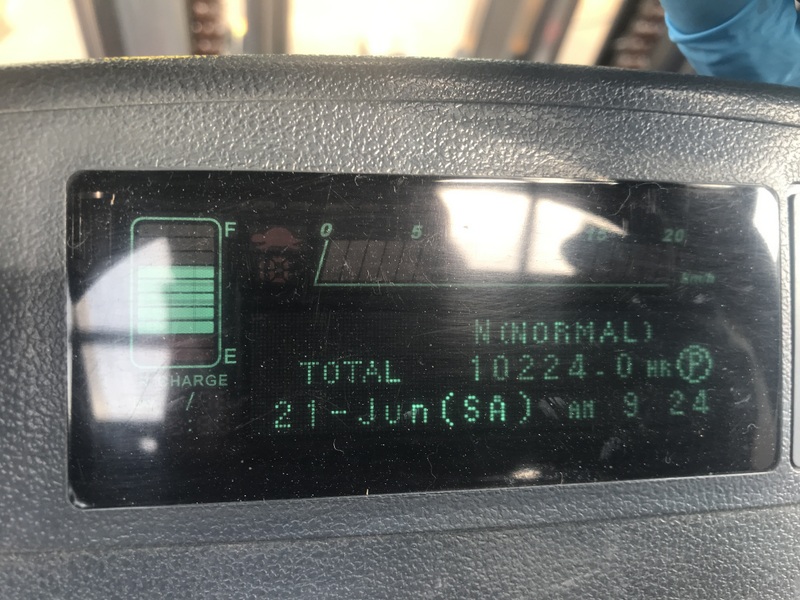 F
0 5 15 20
km/h
N(NORMAL)
E
TOTAL 10224.0 HR P
CHARGE
21-Jun(SA) AM 9 24